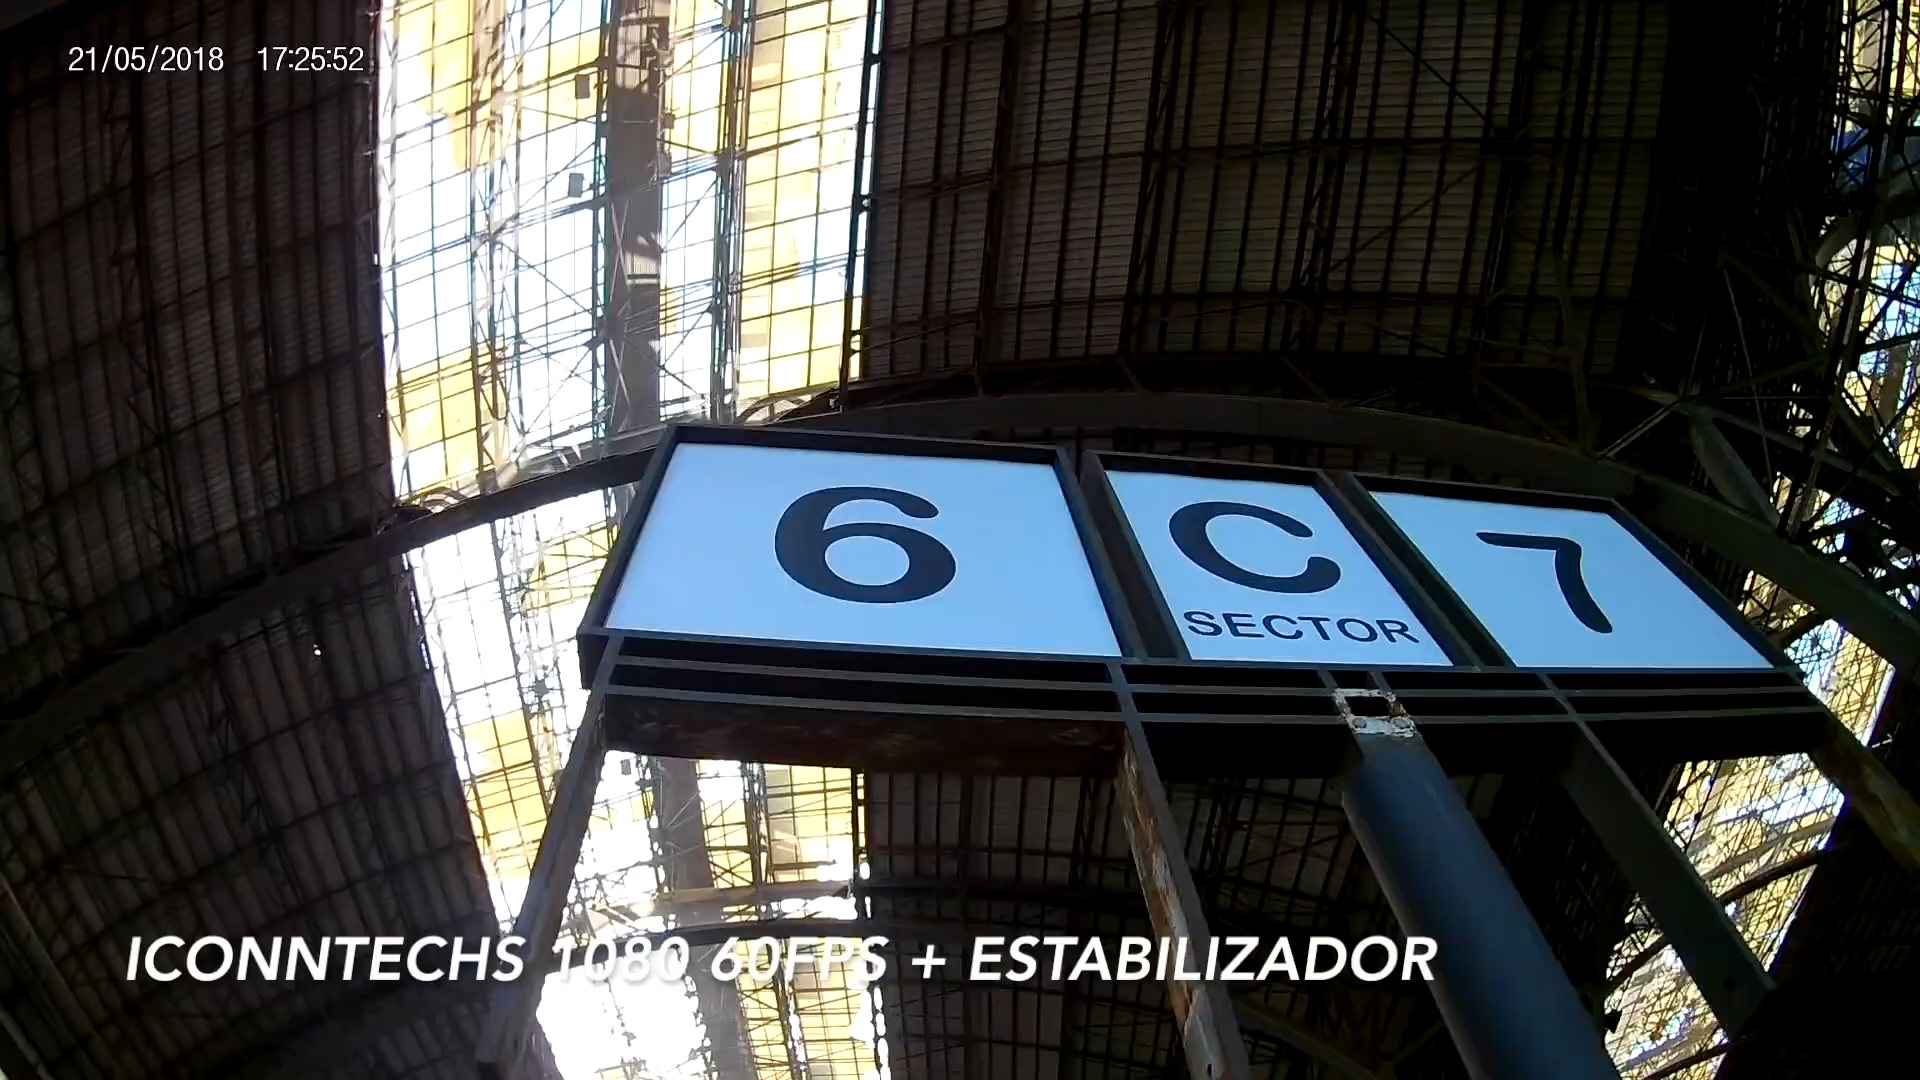 21/05/2018 17:25:52
6 C 7
SECTOR
ICONNTECHS 1080 60FPS + ESTABILIZADOR